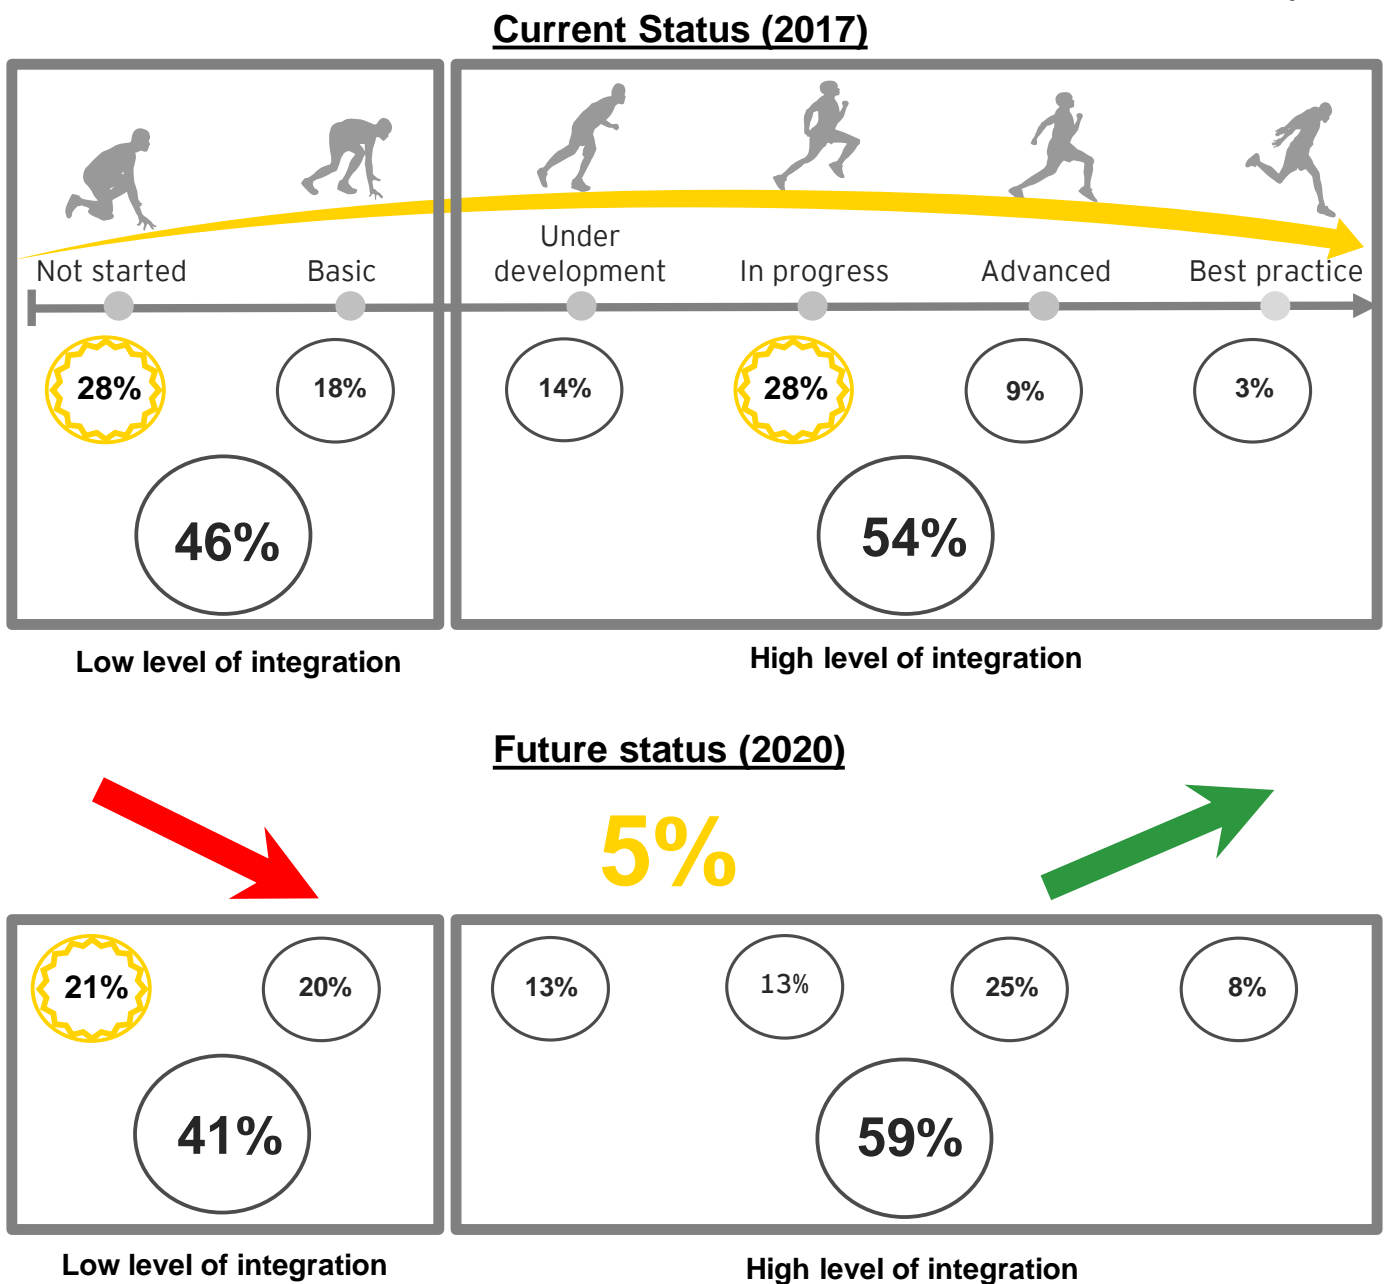 Current Status (2017)
Under
Not started Basic development In progress Advanced Best practice
28% 18% 14% 28% 9% 3%
46% 54%
Low level of integration High level of integration
Future status (2020)
5%
21% 20% 13% 13% 25% 8%
41% 59%
Low level of integration High level of integration